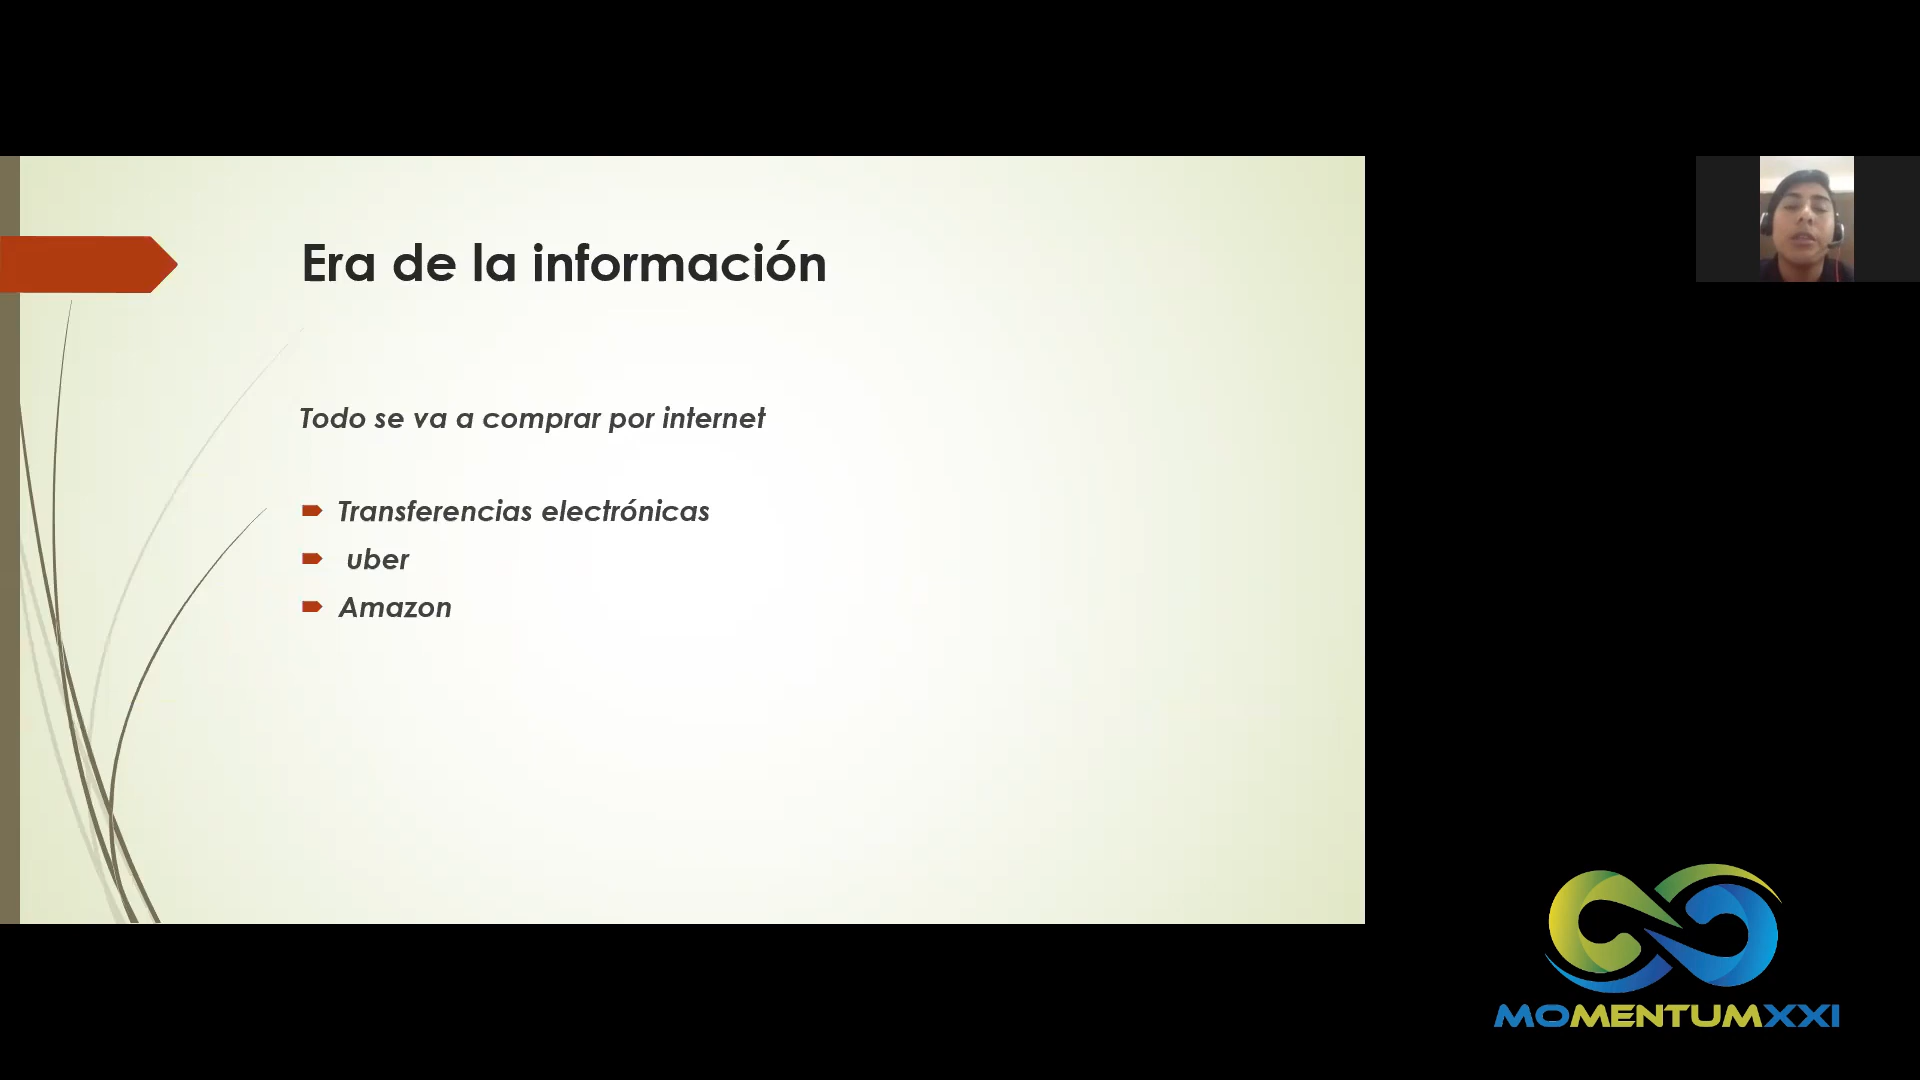 Era de la información
Todo se va a comprar por internet
Transferencias electrónicas
uber
Amazon
MOMENTUMXXI